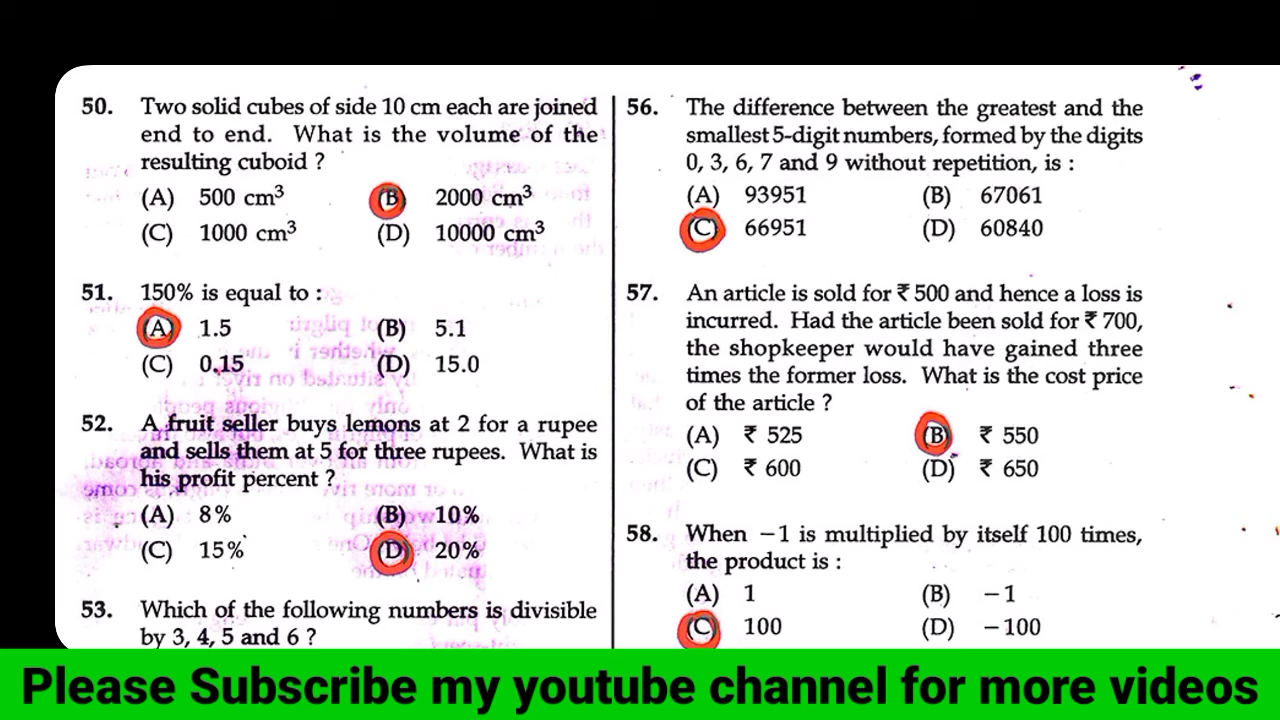 50. Two solid cubes of side 10 cm each are joined
end to end. What is the volume of the
resulting cuboid ?
(A) 500 cm³ (B) 2000 cm³
(C) 1000 cm³ (D) 10000 cm³
51. 150% is equal to :
(A) 1.5 (B) 5.1
(C) 0.15 (D) 15.0
52. A fruit seller buys lemons at 2 for a rupee
and sells them at 5 for three rupees. What is
his profit percent ?
(A) 8% (B) 10%
(C) 15% (D) 20%
53. Which of the following numbers is divisible
by 3, 4, 5 and 6 ?
56. The difference between the greatest and the
smallest 5-digit numbers, formed by the digits
0, 3, 6, 7 and 9 without repetition, is :
(A) 93951 (B) 67061
(C) 66951 (D) 60840
57. An article is sold for ₹ 500 and hence a loss is
incurred. Had the article been sold for ₹ 700,
the shopkeeper would have gained three
times the former loss. What is the cost price
of the article ?
(A) ₹ 525 (B) ₹ 550
(C) ₹ 600 (D) ₹ 650
58. When −1 is multiplied by itself 100 times,
the product is :
(A) 1 (B) −1
(C) 100 (D) −100
Please Subscribe my youtube channel for more videos